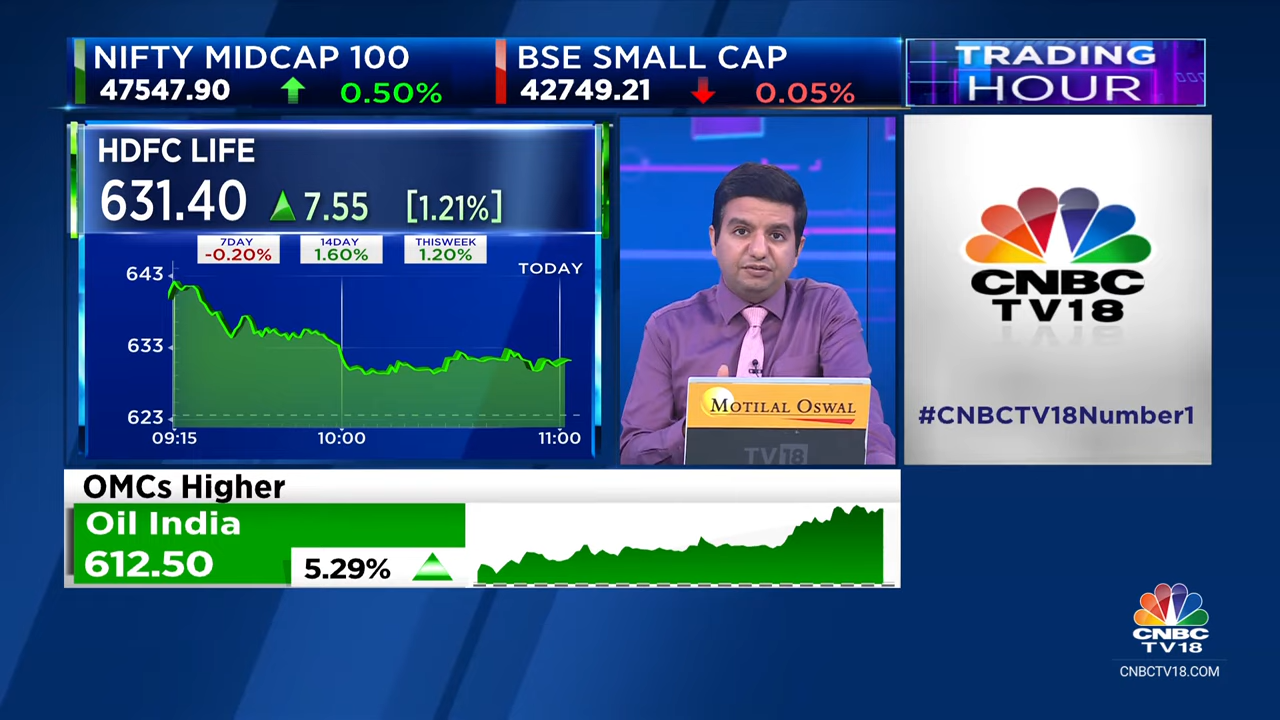 NIFTY MIDCAP 100
47547.90 0.50%
BSE SMALL CAP
42749.21 0.05%
TRADING
HOUR
HDFC LIFE
631.40 7.55 [1.21%]
7DAY
-0.20%
14DAY
1.60%
THISWEEK
1.20%
TODAY
643
633
623
09:15 10:00 11:00
MOTILAL OSWAL
TV18
CNBC
TV18
#CNBCTV18Number1
OMCs Higher
Oil India
612.50
5.29%
CNBC
TV18
CNBCTV18.COM